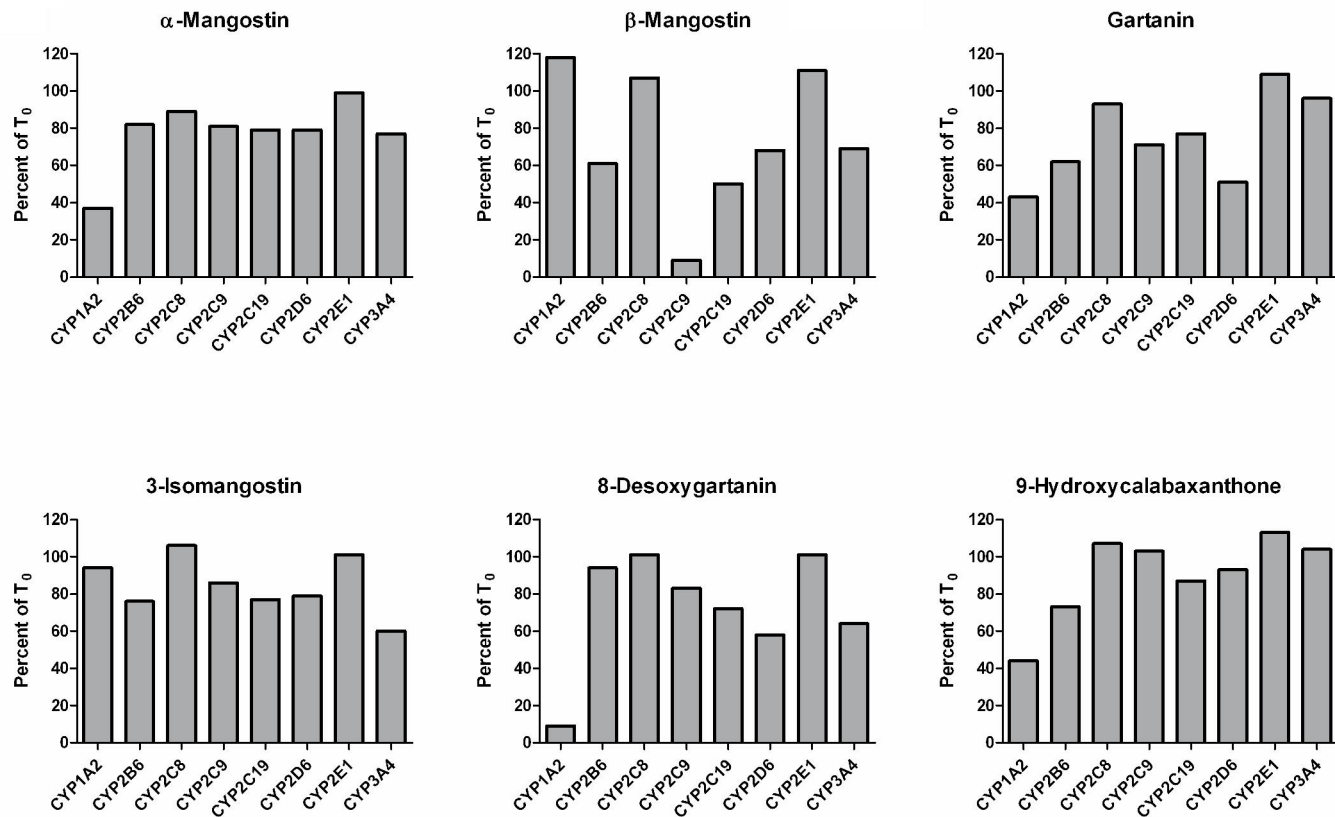 α-Mangostin
Percent of T0
120
100
80
60
40
20
0
CYP1A2
CYP2B6
CYP2C8
CYP2C9
CYP2C19
CYP2D6
CYP2E1
CYP3A4
β-Mangostin
Percent of T0
120
100
80
60
40
20
0
CYP1A2
CYP2B6
CYP2C8
CYP2C9
CYP2C19
CYP2D6
CYP2E1
CYP3A4
Gartanin
Percent of T0
120
100
80
60
40
20
0
CYP1A2
CYP2B6
CYP2C8
CYP2C9
CYP2C19
CYP2D6
CYP2E1
CYP3A4
3-Isomangostin
Percent of T0
120
100
80
60
40
20
0
CYP1A2
CYP2B6
CYP2C8
CYP2C9
CYP2C19
CYP2D6
CYP2E1
CYP3A4
8-Desoxygartanin
Percent of T0
120
100
80
60
40
20
0
CYP1A2
CYP2B6
CYP2C8
CYP2C9
CYP2C19
CYP2D6
CYP2E1
CYP3A4
9-Hydroxycalabaxanthone
Percent of T0
120
100
80
60
40
20
0
CYP1A2
CYP2B6
CYP2C8
CYP2C9
CYP2C19
CYP2D6
CYP2E1
CYP3A4